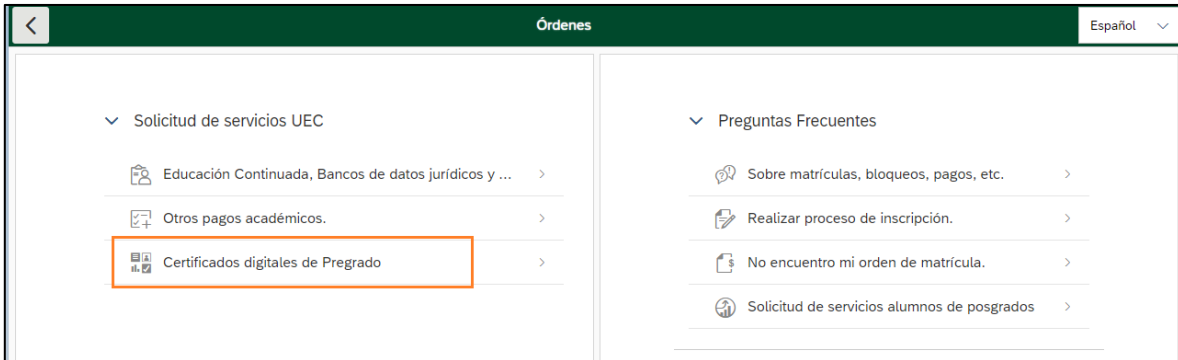 Órdenes
Español
Solicitud de servicios UEC
Educación Continuada, Bancos de datos jurídicos y ...
Otros pagos académicos.
Certificados digitales de Pregrado
Preguntas Frecuentes
Sobre matrículas, bloqueos, pagos, etc.
Realizar proceso de inscripción.
No encuentro mi orden de matrícula.
Solicitud de servicios alumnos de posgrados